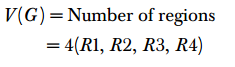 V(G) = Number of regions
= 4(R1, R2, R3, R4)